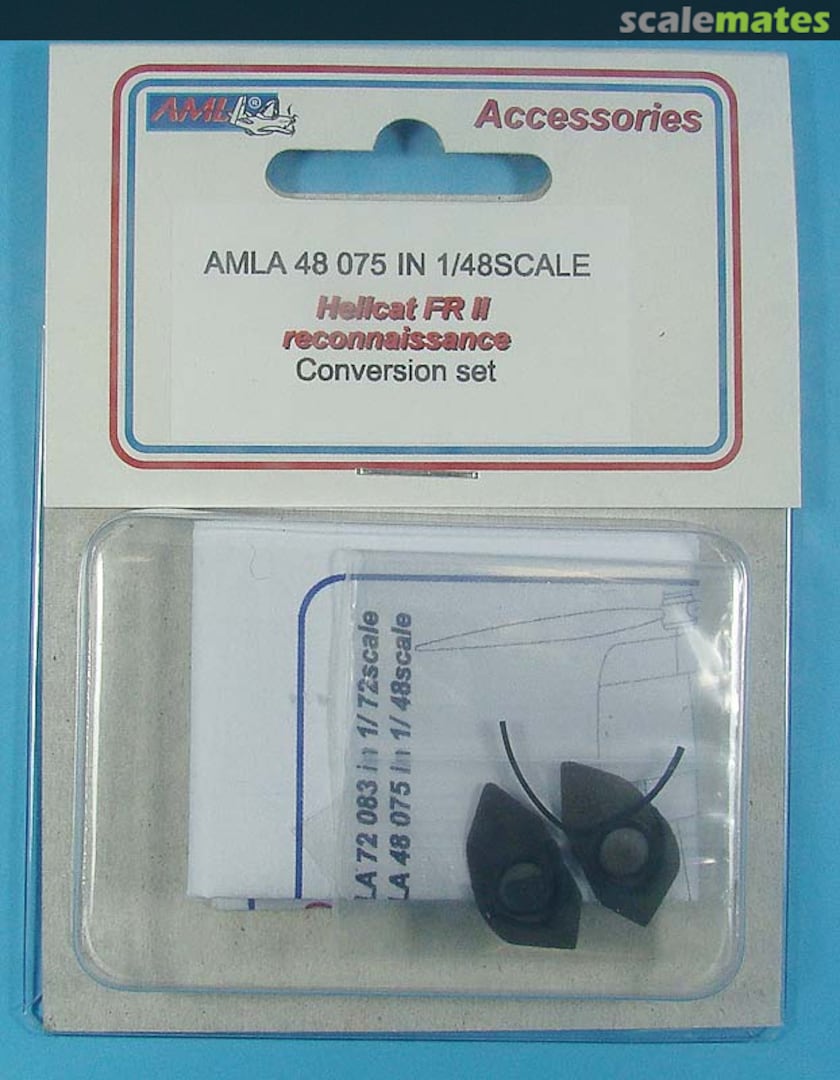 scalemates
AML®
Accessories
AMLA 48 075 IN 1/48SCALE
Hellcat FR II
reconnaissance
Conversion set
LA 72 083 in 1/ 72scale
LA 48 075 in 1/ 48scale